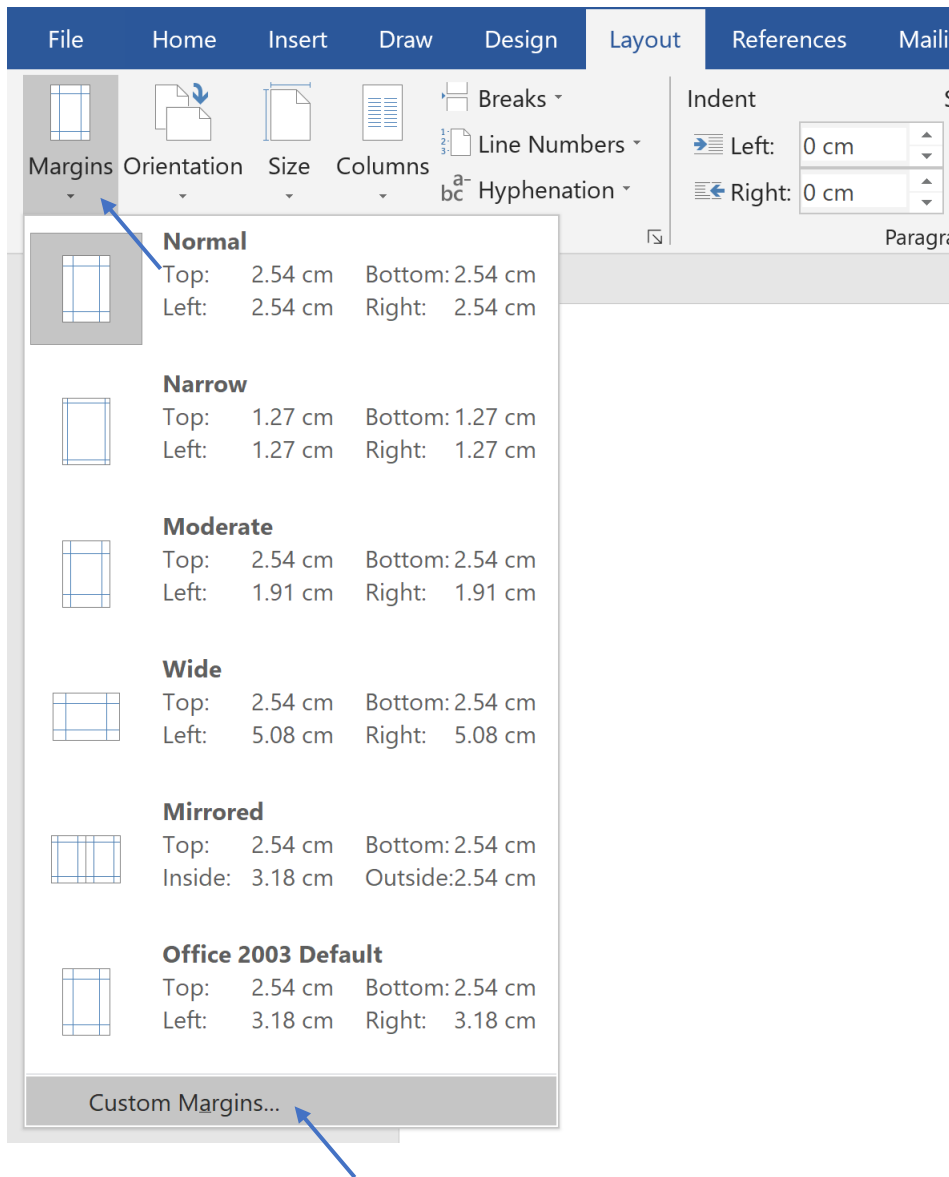 File Home Insert Draw Design Layout References Maili
Margins Orientation Size Columns
Breaks
Line Numbers
Hyphenation
Indent
Left: 0 cm
Right: 0 cm
Paragra
Normal
Top: 2.54 cm Bottom: 2.54 cm
Left: 2.54 cm Right: 2.54 cm
Narrow
Top: 1.27 cm Bottom: 1.27 cm
Left: 1.27 cm Right: 1.27 cm
Moderate
Top: 2.54 cm Bottom: 2.54 cm
Left: 1.91 cm Right: 1.91 cm
Wide
Top: 2.54 cm Bottom: 2.54 cm
Left: 5.08 cm Right: 5.08 cm
Mirrored
Top: 2.54 cm Bottom: 2.54 cm
Inside: 3.18 cm Outside: 2.54 cm
Office 2003 Default
Top: 2.54 cm Bottom: 2.54 cm
Left: 3.18 cm Right: 3.18 cm
Custom Margins...